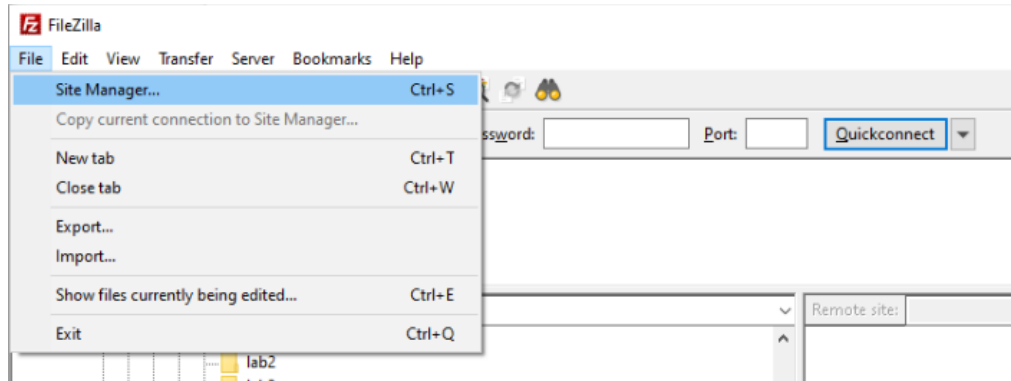 FileZilla
File Edit View Transfer Server Bookmarks Help
Site Manager... Ctrl+S
Copy current connection to Site Manager...
ssword: Port: Quickconnect
New tab Ctrl+T
Close tab Ctrl+W
Export...
Import...
Show files currently being edited... Ctrl+E
Remote site:
Exit Ctrl+Q
lab2